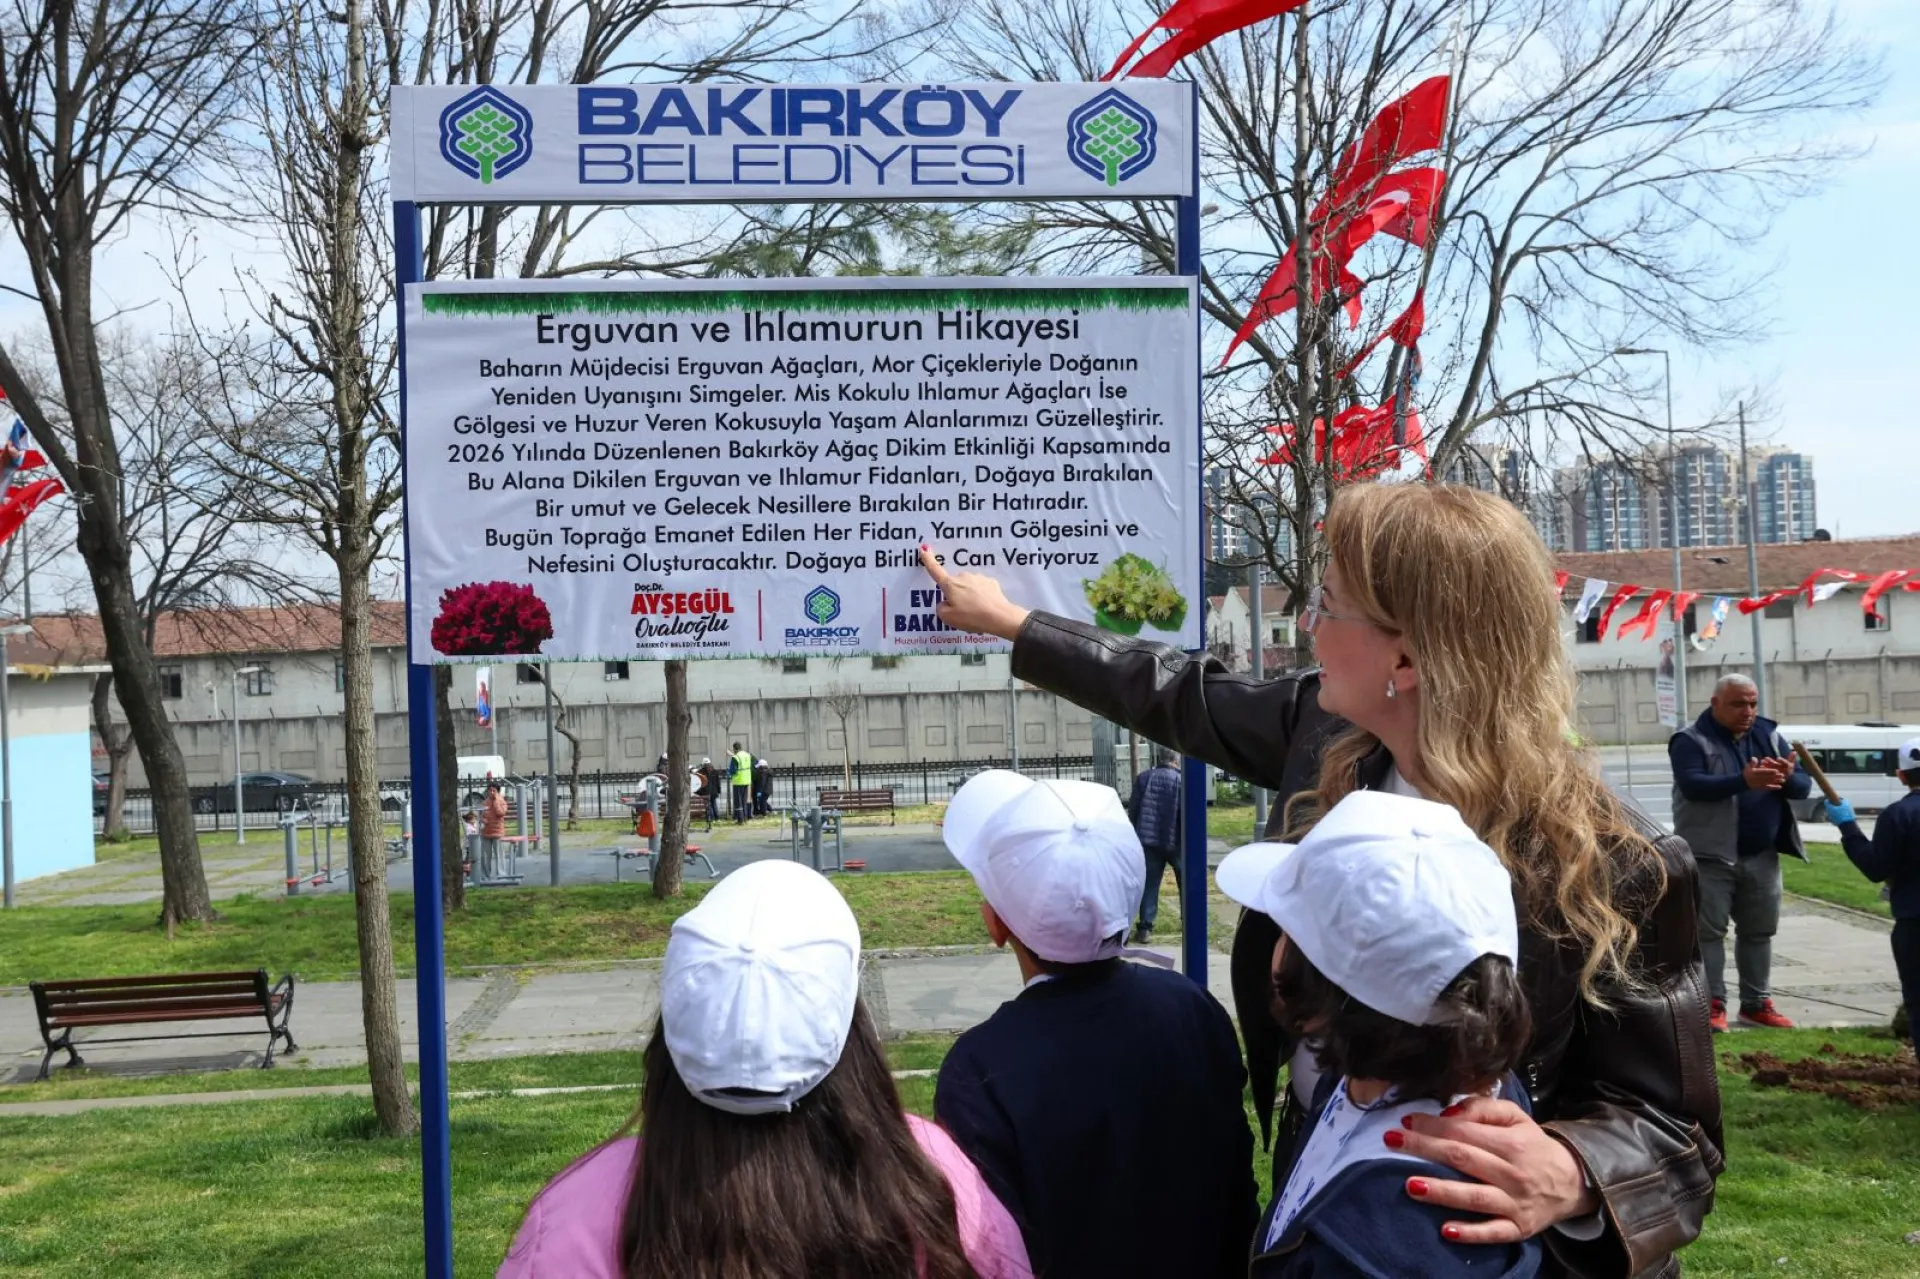 BAKIRKÖY
BELEDİYESİ
Erguvan ve Ihlamurun Hikayesi
Baharın Müjdecisi Erguvan Ağaçları, Mor Çiçekleriyle Doğanın
Yeniden Uyanışını Simgeler. Mis Kokulu Ihlamur Ağaçları İse
Gölgesi ve Huzur Veren Kokusuyla Yaşam Alanlarımızı Güzelleştirir.
2026 Yılında Düzenlenen Bakırköy Ağaç Dikim Etkinliği Kapsamında
Bu Alana Dikilen Erguvan ve Ihlamur Fidanları, Doğaya Bırakılan
Bir umut ve Gelecek Nesillere Bırakılan Bir Hatıradır.
Bugün Toprağa Emanet Edilen Her Fidan, Yarının Gölgesini ve
Nefesini Oluşturacaktır. Doğaya Birlikte Can Veriyoruz
Doç.Dr.
AYŞEGÜL
Ovalıoğlu
BAKIRKÖY BELEDİYE BAŞKANI
BAKIRKÖY
BELEDİYESİ
Huzurlu Güvenli Modern